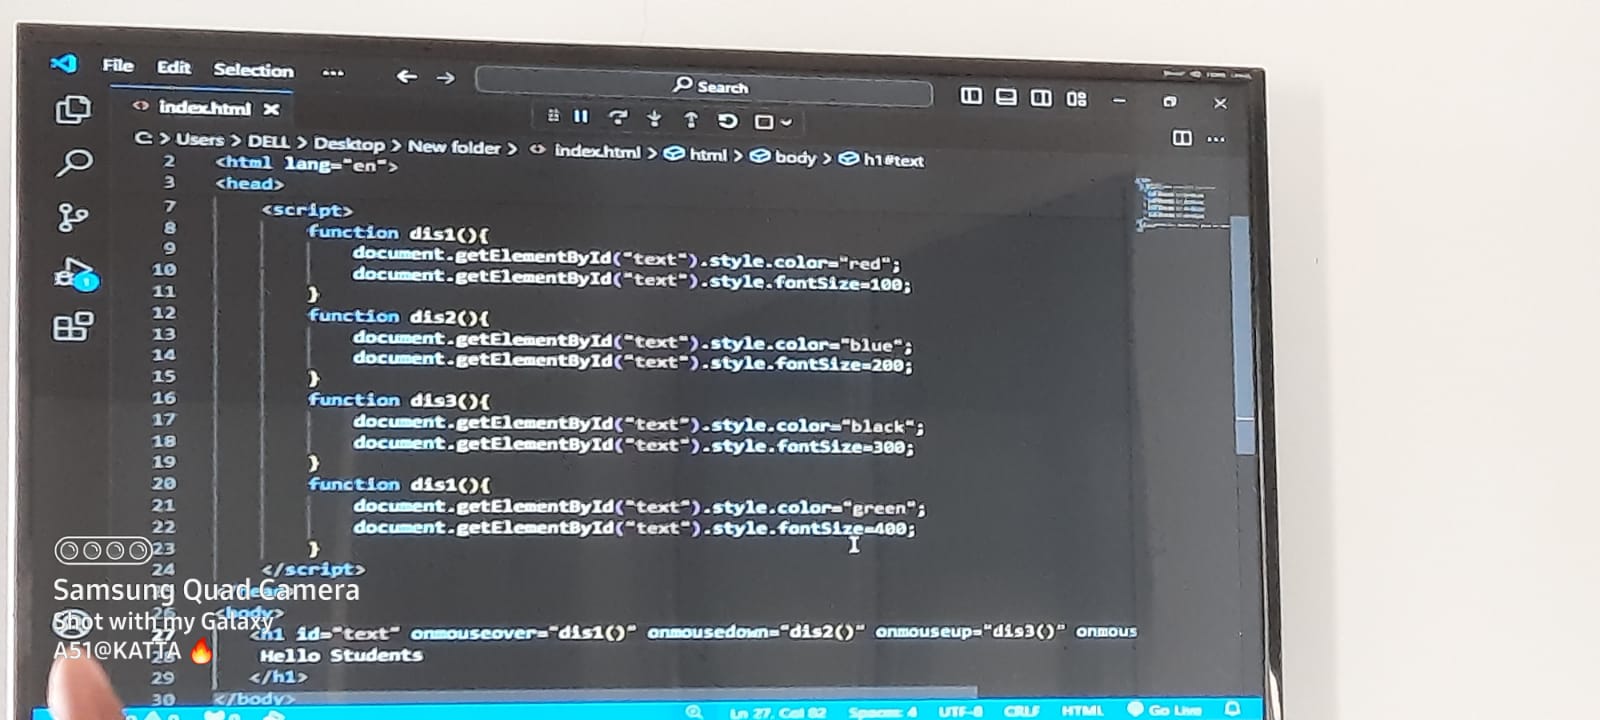 File Edit Selection ... Search
index.html
C: > Users > DELL > Desktop > New folder > index.html > html > body > h1#text
2 <html lang="en">
3 <head>
7 <script>
8 function dis1(){
9 document.getElementById("text").style.color="red";
10 document.getElementById("text").style.fontSize=100;
11 }
12 function dis2(){
13 document.getElementById("text").style.color="blue";
14 document.getElementById("text").style.fontSize=200;
15 }
16 function dis3(){
17 document.getElementById("text").style.color="black";
18 document.getElementById("text").style.fontSize=300;
19 }
20 function dis1(){
21 document.getElementById("text").style.color="green";
22 document.getElementById("text").style.fontSize=400;
23 }
24 </script>
Samsung Quad Camera
26 <body>
Shot with my Galaxy
27 <h1 id="text" onmouseover="dis1()" onmousedown="dis2()" onmouseup="dis3()" onmous
A51@KATTA 🔥
Hello Students
29 </h1>
30 </body>
Ln 27, Col 82 Spaces: 4 UTF-8 CRLF HTML Go Live